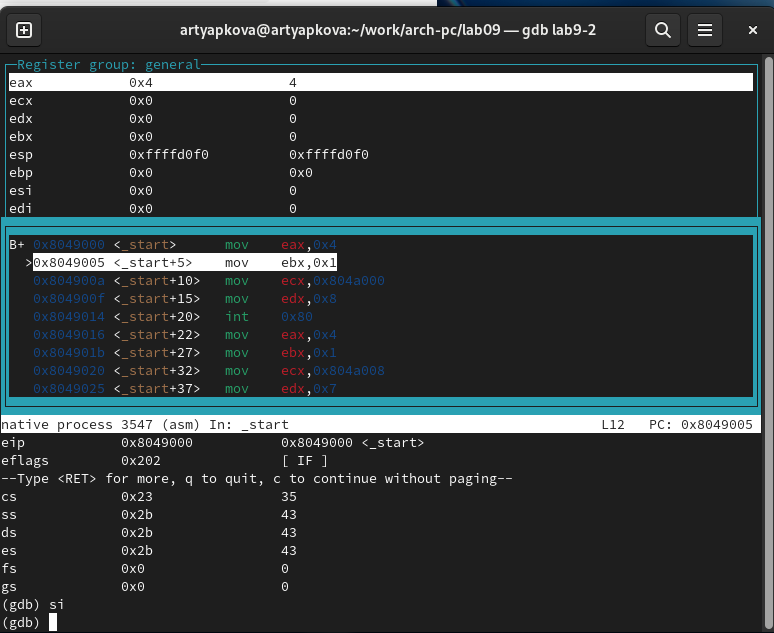 artyapkova@artyapkova:~/work/arch-pc/lab09 — gdb lab9-2
Register group: general
eax 0x4 4
ecx 0x0 0
edx 0x0 0
ebx 0x0 0
esp 0xffffd0f0 0xffffd0f0
ebp 0x0 0x0
esi 0x0 0
edi 0x0 0
B+ 0x8049000 <_start> mov eax,0x4
>0x8049005 <_start+5> mov ebx,0x1
0x804900a <_start+10> mov ecx,0x804a000
0x804900f <_start+15> mov edx,0x8
0x8049014 <_start+20> int 0x80
0x8049016 <_start+22> mov eax,0x4
0x804901b <_start+27> mov ebx,0x1
0x8049020 <_start+32> mov ecx,0x804a008
0x8049025 <_start+37> mov edx,0x7
native process 3547 (asm) In: _start L12 PC: 0x8049005
eip 0x8049000 0x8049000 <_start>
eflags 0x202 [ IF ]
--Type <RET> for more, q to quit, c to continue without paging--
cs 0x23 35
ss 0x2b 43
ds 0x2b 43
es 0x2b 43
fs 0x0 0
gs 0x0 0
(gdb) si
(gdb)